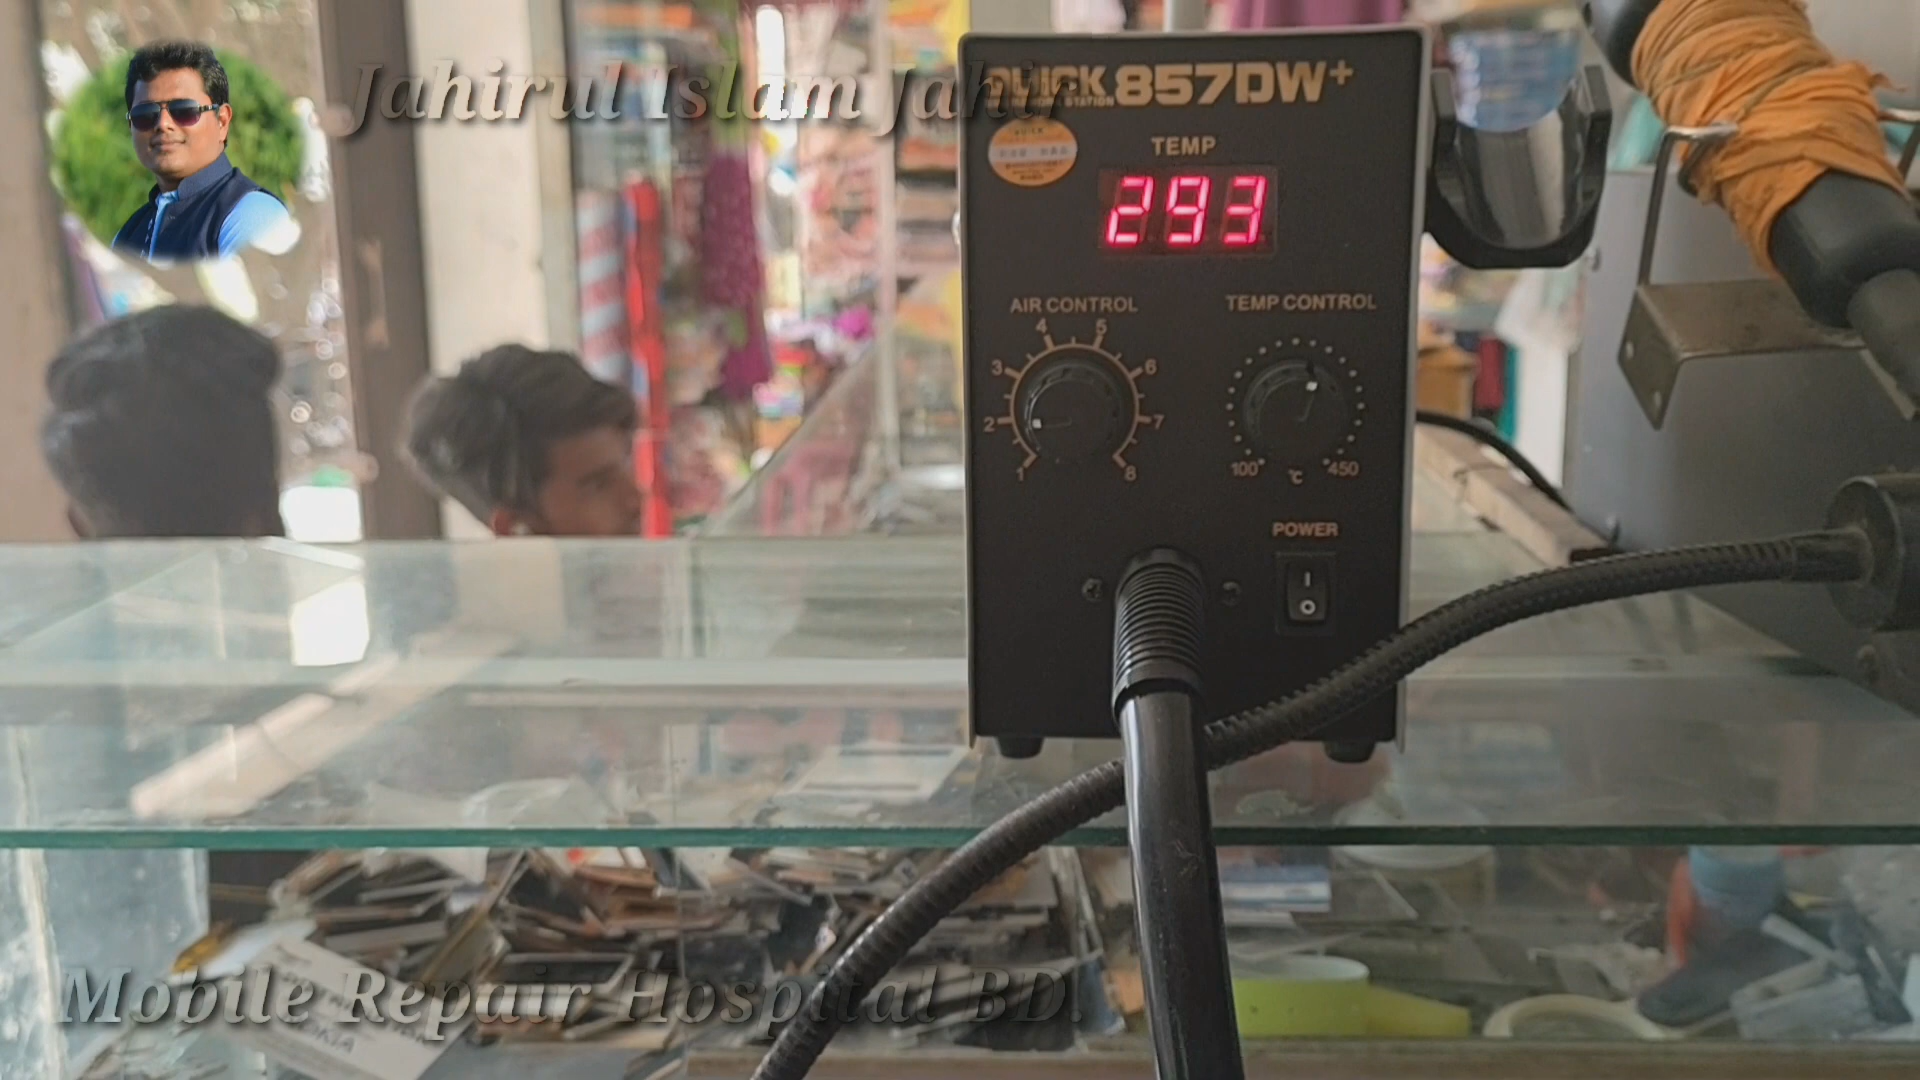 Jahirul Islam Jahir
QUICK 857DW+
STATION
TEMP
293
AIR CONTROL
TEMP CONTROL
1 2 3 4 5 6 7 8
100 °C 450
POWER
I
O
Mobile Repair Hospital BD.